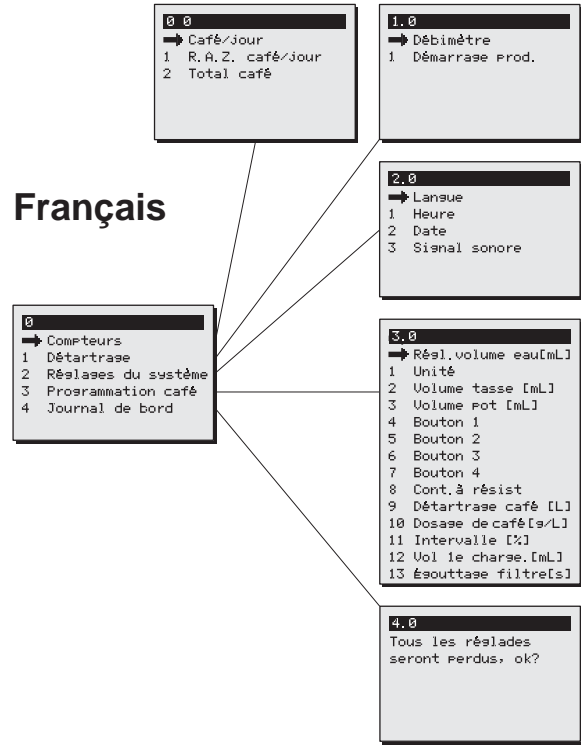 0 0
Café/jour
1 R.A.Z. café/jour
2 Total café
1.0
Débimètre
1 Démarrage prod.
2.0
Langue
1 Heure
2 Date
3 Signal sonore
Français
0
Compteurs
1 Détartrage
2 Réglages du système
3 Programmation café
4 Journal de bord
3.0
Régl.volume eau[mL]
1 Unité
2 Volume tasse [mL]
3 Volume pot [mL]
4 Bouton 1
5 Bouton 2
6 Bouton 3
7 Bouton 4
8 Cont.à résist
9 Détartrage café [L]
10 Dosage de café[g/L]
11 Intervalle [%]
12 Vol 1e charge.[mL]
13 Égouttage filtre[s]
4.0
Tous les réglades
seront perdus, ok?